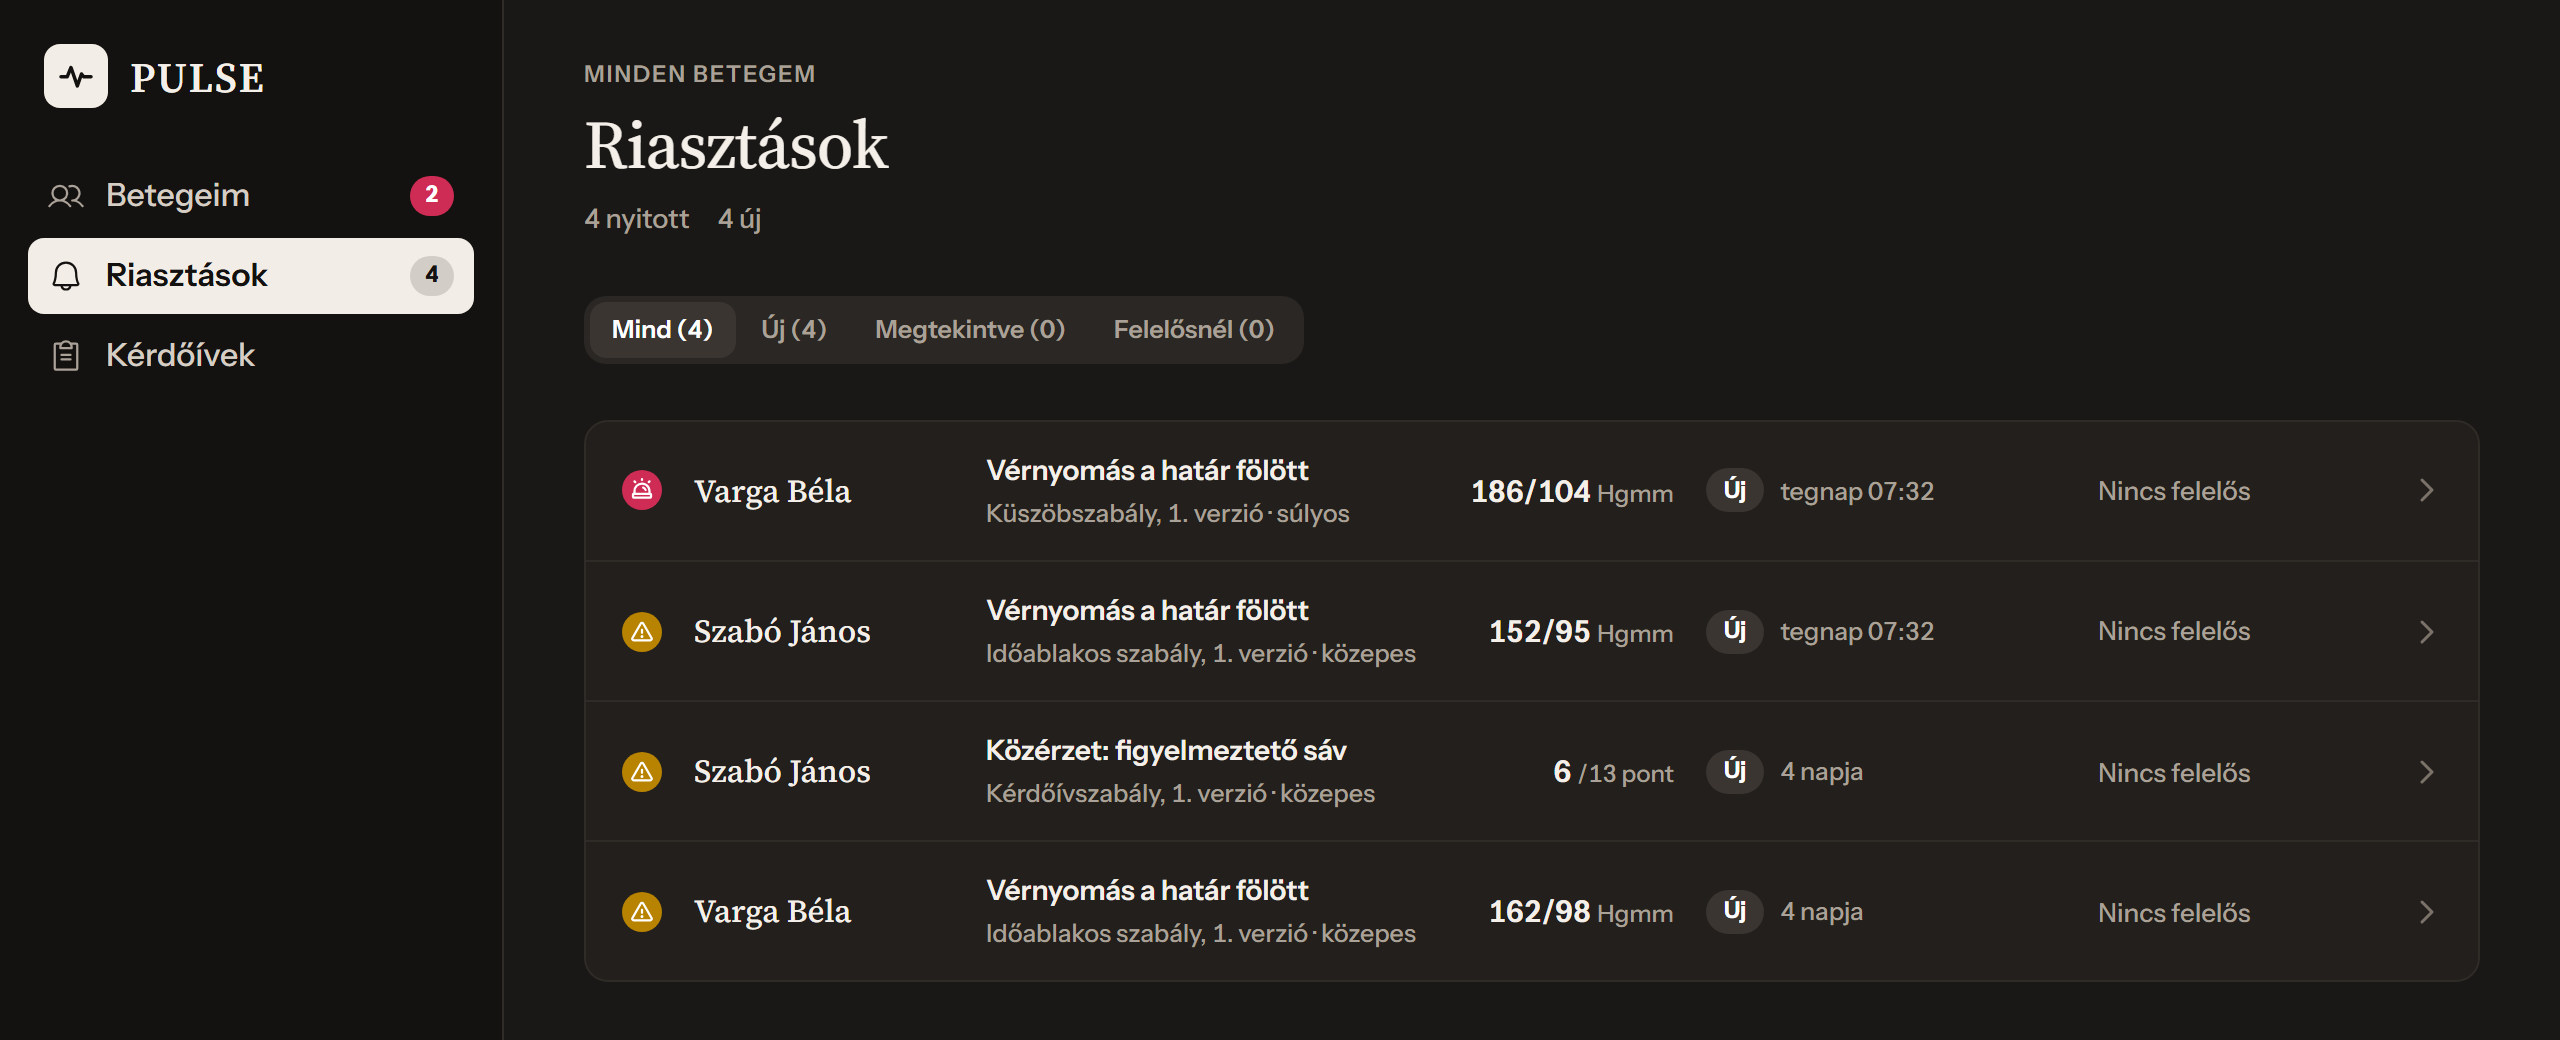 PULSE
Betegeim 2
Riasztások 4
Kérdőívek
MINDEN BETEGEM
Riasztások
4 nyitott 4 új
Mind (4) Új (4) Megtekintve (0) Felelősnél (0)
Varga Béla
Vérnyomás a határ fölött
Küszöbszabály, 1. verzió · súlyos
186/104 Hgmm Új tegnap 07:32 Nincs felelős
Szabó János
Vérnyomás a határ fölött
Időablakos szabály, 1. verzió · közepes
152/95 Hgmm Új tegnap 07:32 Nincs felelős
Szabó János
Közérzet: figyelmeztető sáv
Kérdőívszabály, 1. verzió · közepes
6 /13 pont Új 4 napja Nincs felelős
Varga Béla
Vérnyomás a határ fölött
Időablakos szabály, 1. verzió · közepes
162/98 Hgmm Új 4 napja Nincs felelős